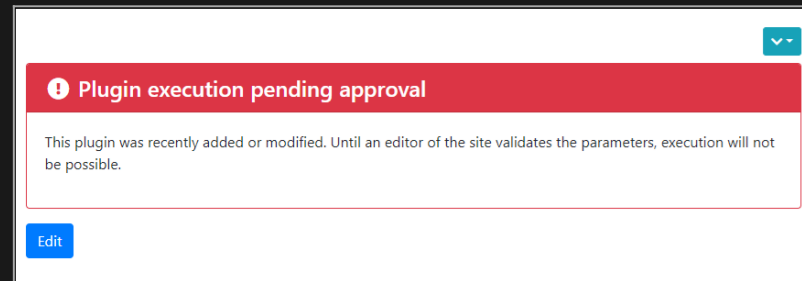 Plugin execution pending approval
This plugin was recently added or modified. Until an editor of the site validates the parameters, execution will not
be possible.
Edit